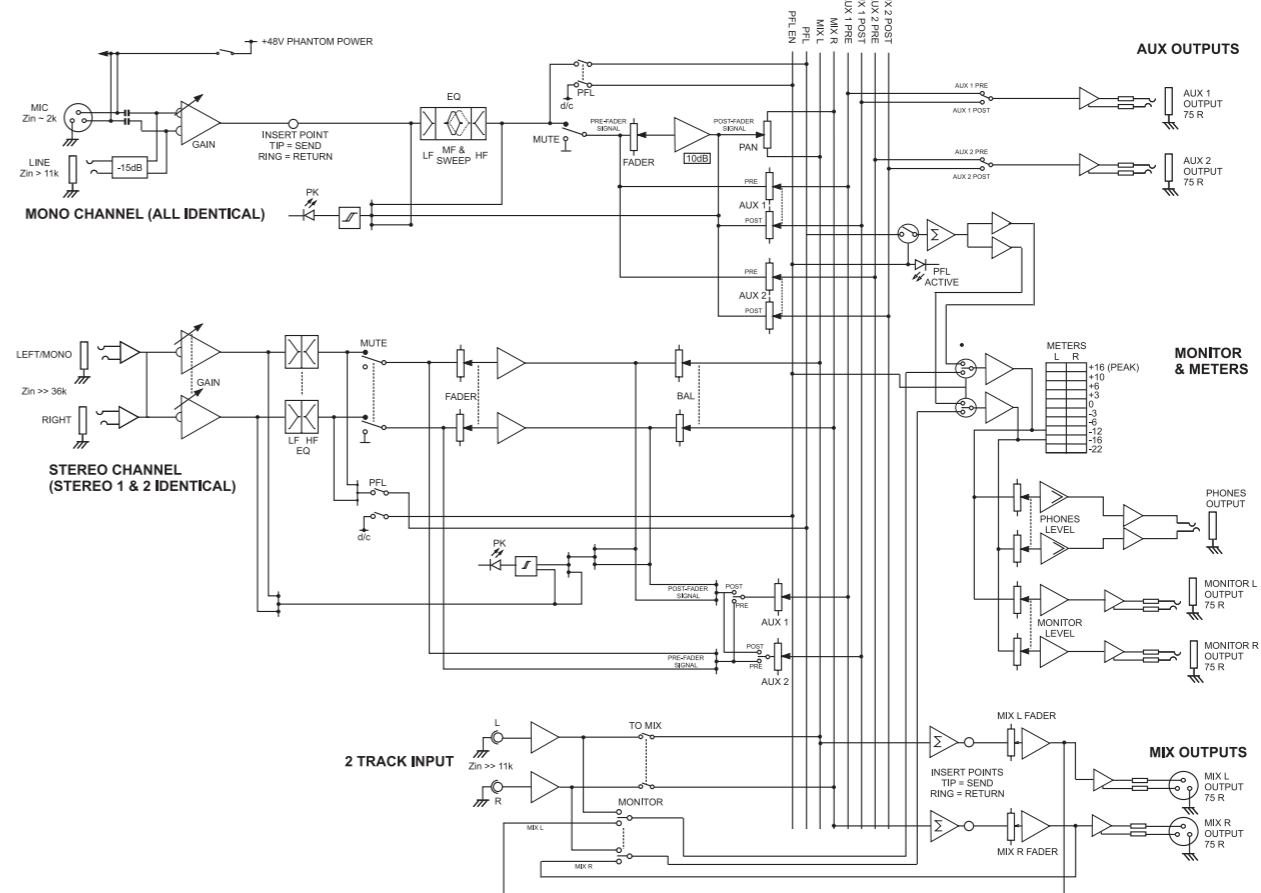 PFL EN
PFL
MIX L
MIX R
AUX 1 PRE
AUX 1 POST
AUX 2 PRE
AUX 2 POST
+48V PHANTOM POWER
MIC
Zin ~ 2k
GAIN
INSERT POINT
TIP = SEND
RING = RETURN
EQ
LF
MF &
SWEEP
HF
d/c
PFL
MUTE
PRE-FADER
SIGNAL
FADER
10dB
POST-FADER
SIGNAL
PAN
LINE
Zin > 11k
-15dB
MONO CHANNEL (ALL IDENTICAL)
PK
PRE
AUX 1
POST
PRE
AUX 2
POST
AUX OUTPUTS
AUX 1 PRE
AUX 1 POST
AUX 1
OUTPUT
75 R
AUX 2 PRE
AUX 2 POST
AUX 2
OUTPUT
75 R
Σ
PFL
ACTIVE
LEFT/MONO
Zin >> 36k
RIGHT
GAIN
LF HF
EQ
MUTE
FADER
BAL
STEREO CHANNEL
(STEREO 1 & 2 IDENTICAL)
PFL
d/c
PK
POST-FADER
SIGNAL
POST
PRE
AUX 1
PRE-FADER
SIGNAL
POST
PRE
AUX 2
METERS
L R
+16 (PEAK)
+10
+6
+3
0
-3
-6
-12
-16
-22
MONITOR
& METERS
PHONES
LEVEL
PHONES
OUTPUT
MONITOR
LEVEL
MONITOR L
OUTPUT
75 R
MONITOR R
OUTPUT
75 R
2 TRACK INPUT
L
Zin >> 11k
R
TO MIX
MONITOR
MIX L
MIX R
Σ
INSERT POINTS
TIP = SEND
RING = RETURN
Σ
MIX L FADER
MIX R FADER
MIX OUTPUTS
MIX L
OUTPUT
75 R
MIX R
OUTPUT
75 R